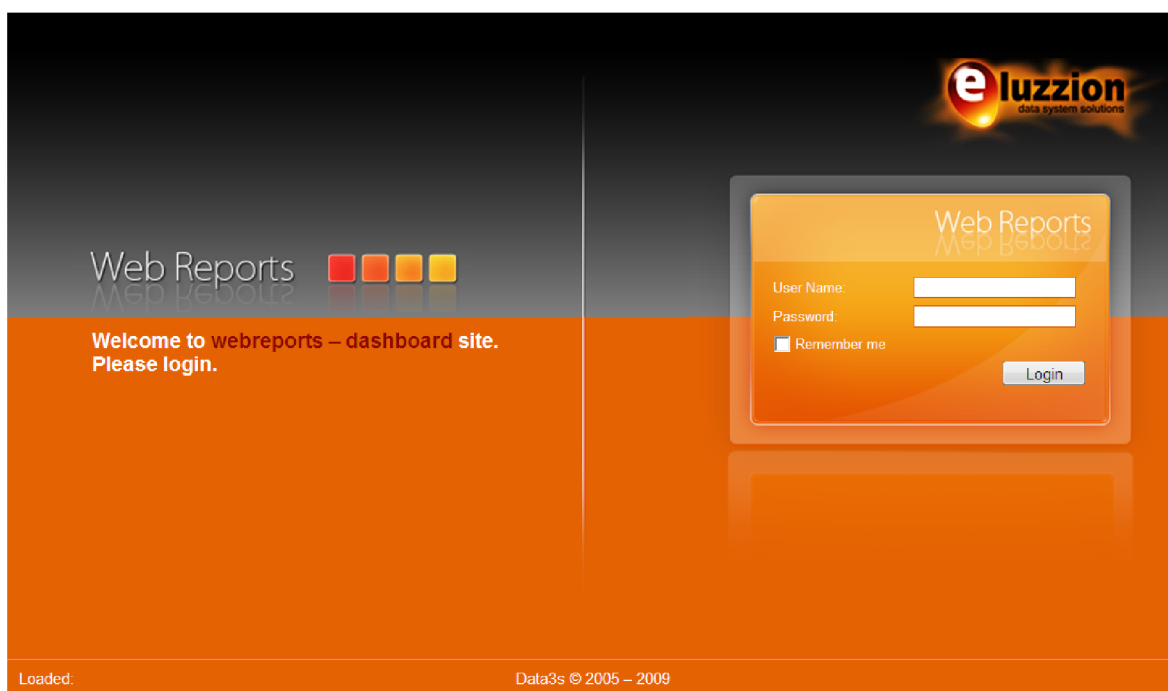 eluzzion
data system solutions
Web Reports
Web Reports
User Name:
Password:
Remember me
Login
Welcome to webreports – dashboard site.
Please login.
Loaded:
Data3s © 2005 – 2009